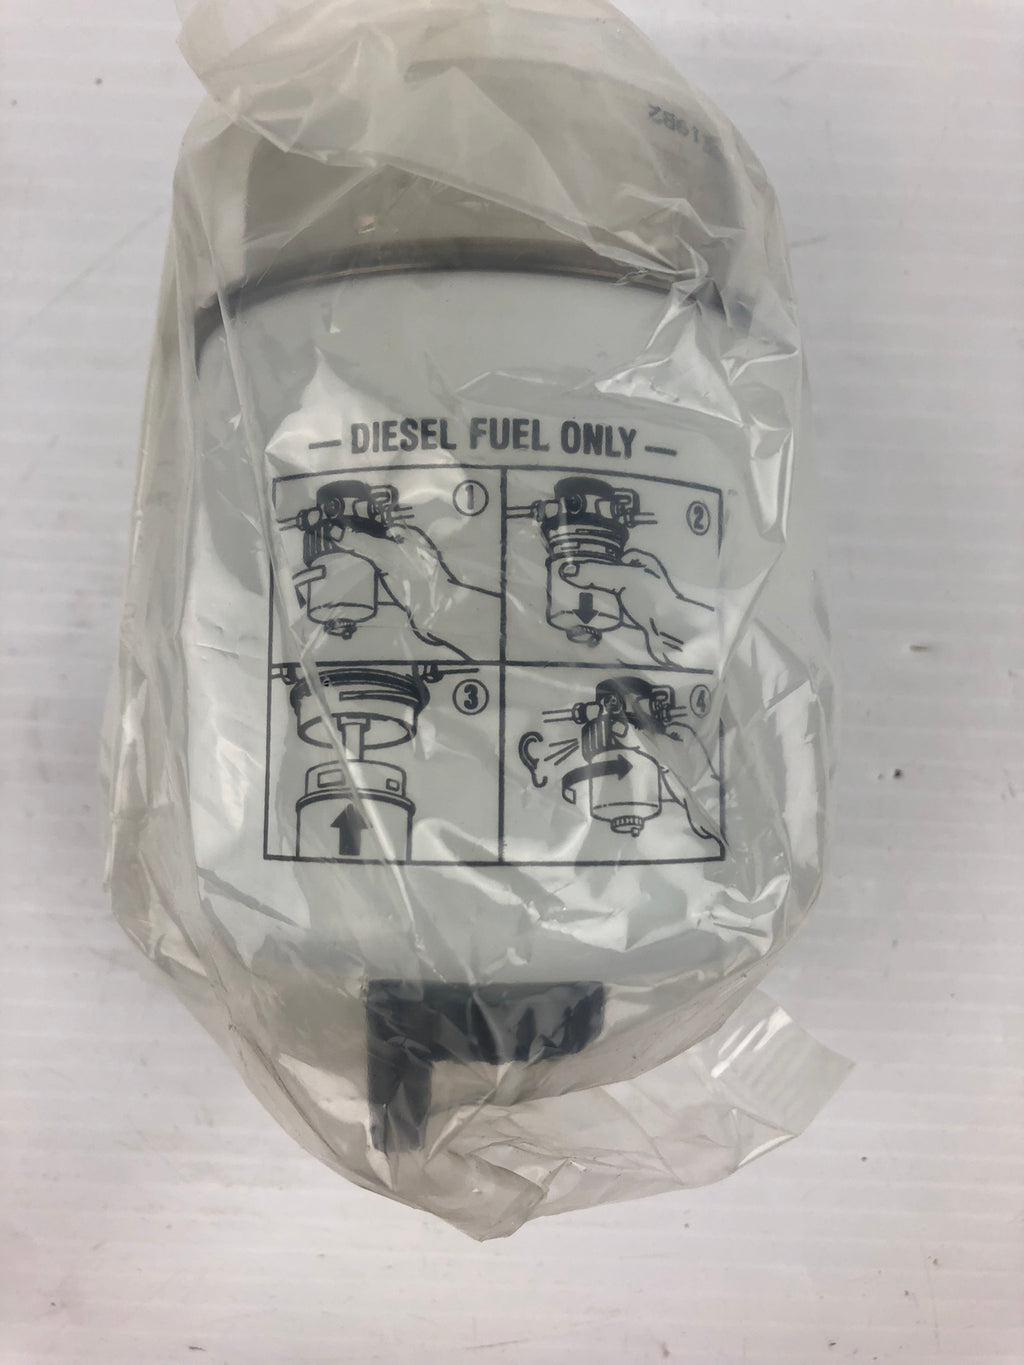 — DIESEL FUEL ONLY —
1
2
3
4